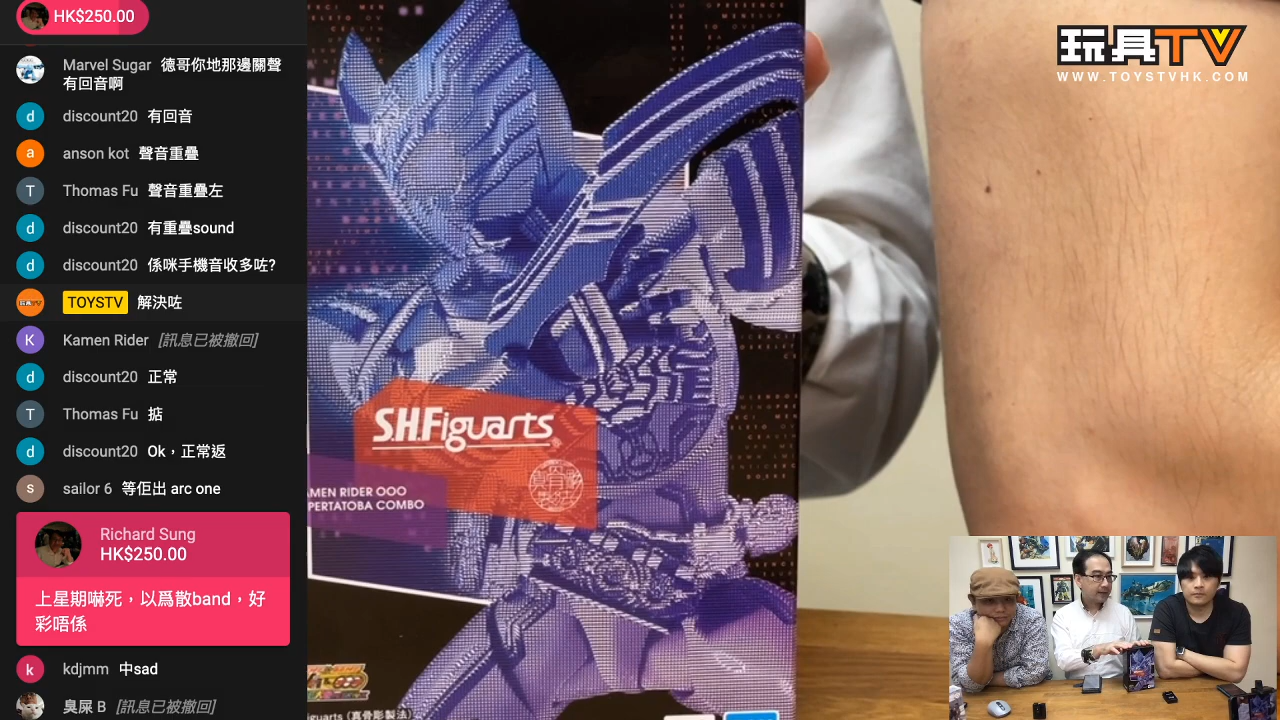 HK$250.00
Marvel Sugar 德哥你地那邊關聲
有回音啊
discount20 有回音
anson kot 聲音重疊
Thomas Fu 聲音重疊左
discount20 有重疊sound
discount20 係咪手機音收多咗?
TOYSTV 解決咗
Kamen Rider [訊息已被撤回]
discount20 正常
Thomas Fu 掂
discount20 Ok,正常返
sailor 6 等佢出 arc one
Richard Sung
HK$250.00
上星期嚇死,以爲散band,好
彩唔係
kdjmm 中sad
臭屎 B [訊息已被撤回]
玩具TV
WWW.TOYSTVHK.COM
S.H.Figuarts
AMEN RIDER OOO
PERTATOBA COMBO
iguarts (真骨彫製法)